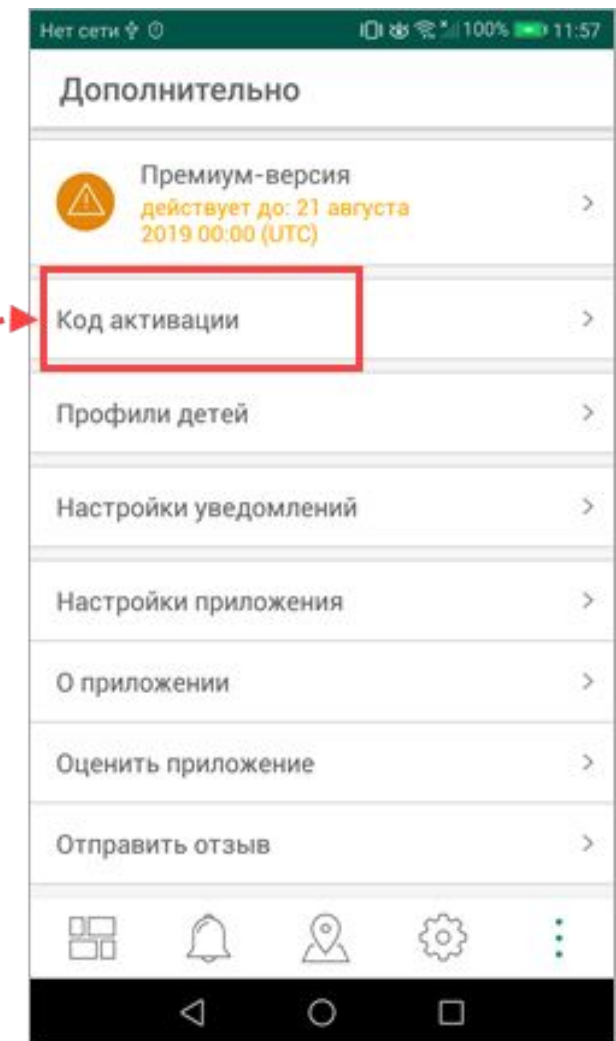 Нет сети 100% 11:57
Дополнительно
Премиум-версия
действует до: 21 августа
2019 00:00 (UTC)
Код активации
Профили детей
Настройки уведомлений
Настройки приложения
О приложении
Оценить приложение
Отправить отзыв